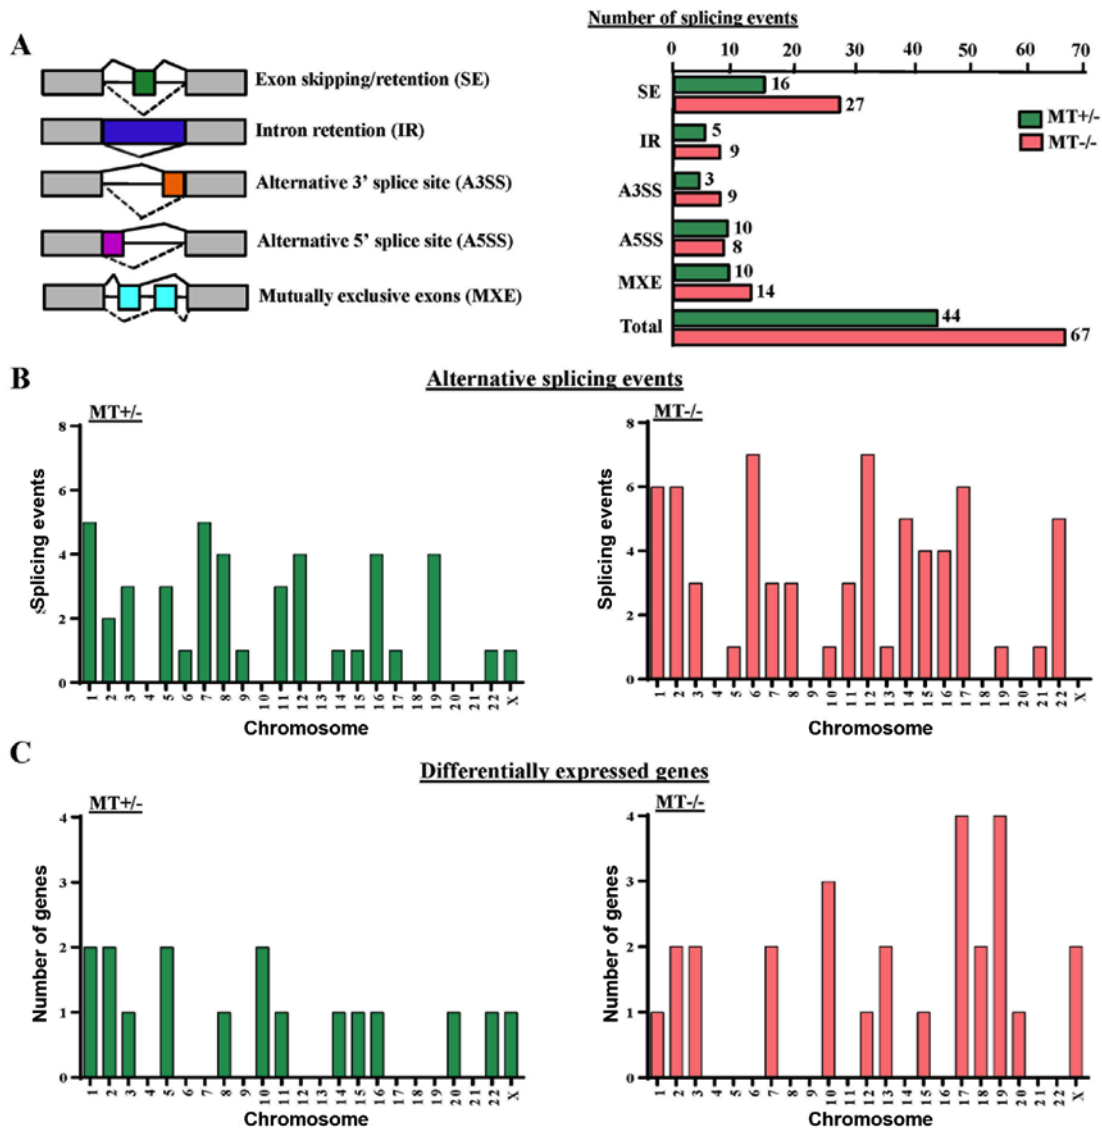 A
Exon skipping/retention (SE)
Intron retention (IR)
Alternative 3’ splice site (A3SS)
Alternative 5’ splice site (A5SS)
Mutually exclusive exons (MXE)
Number of splicing events
0 10 20 30 40 50 60 70
SE 16
27
IR 5
9
A3SS 3
9
A5SS 10
8
MXE 10
14
Total 44
67
MT+/-
MT-/-
B
Alternative splicing events
MT+/-
Splicing events
8
6
4
2
0
1 2 3 4 5 6 7 8 9 10 11 12 13 14 15 16 17 18 19 20 21 22 X
Chromosome
MT-/-
Splicing events
8
6
4
2
0
1 2 3 4 5 6 7 8 9 10 11 12 13 14 15 16 17 18 19 20 21 22 X
Chromosome
C
Differentially expressed genes
MT+/-
Number of genes
4
3
2
1
0
1 2 3 4 5 6 7 8 9 10 11 12 13 14 15 16 17 18 19 20 21 22 X
Chromosome
MT-/-
Number of genes
4
3
2
1
0
1 2 3 4 5 6 7 8 9 10 11 12 13 14 15 16 17 18 19 20 21 22 X
Chromosome